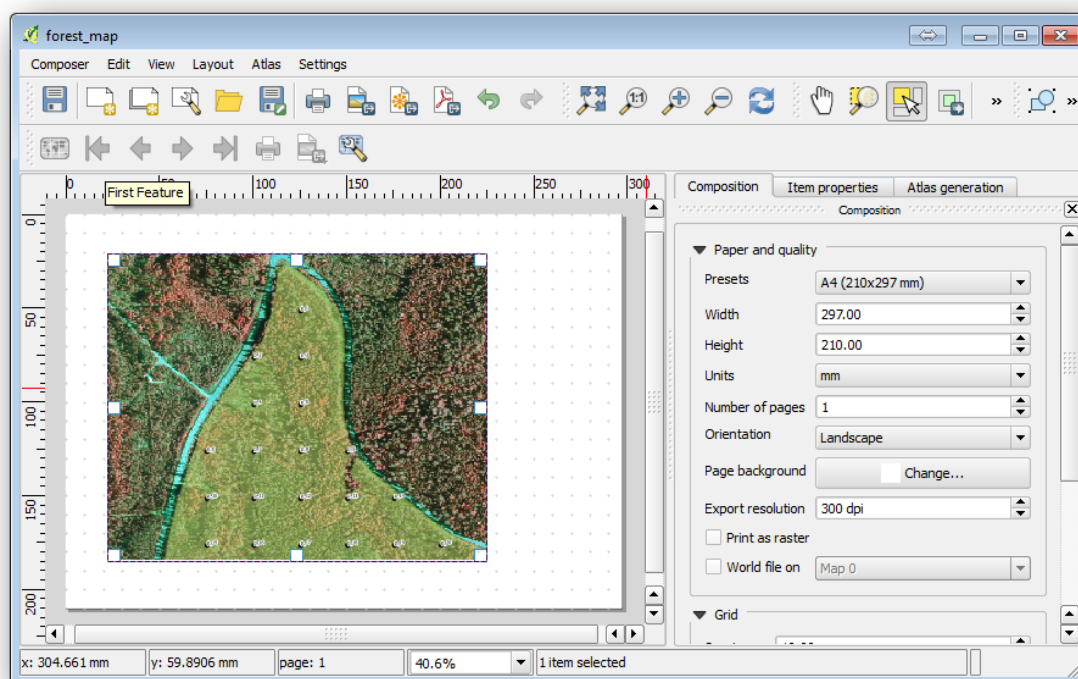 forest_map
Composer Edit View Layout Atlas Settings
1:1
»
»
First Feature
0 50 100 150 200 250 300
0
50
100
150
200
Composition Item properties Atlas generation
Composition
Paper and quality
Presets A4 (210x297 mm)
Width 297.00
Height 210.00
Units mm
Number of pages 1
Orientation Landscape
Page background Change...
Export resolution 300 dpi
Print as raster
World file on Map 0
Grid
x: 304.661 mm y: 59.8906 mm page: 1 40.6% 1 item selected